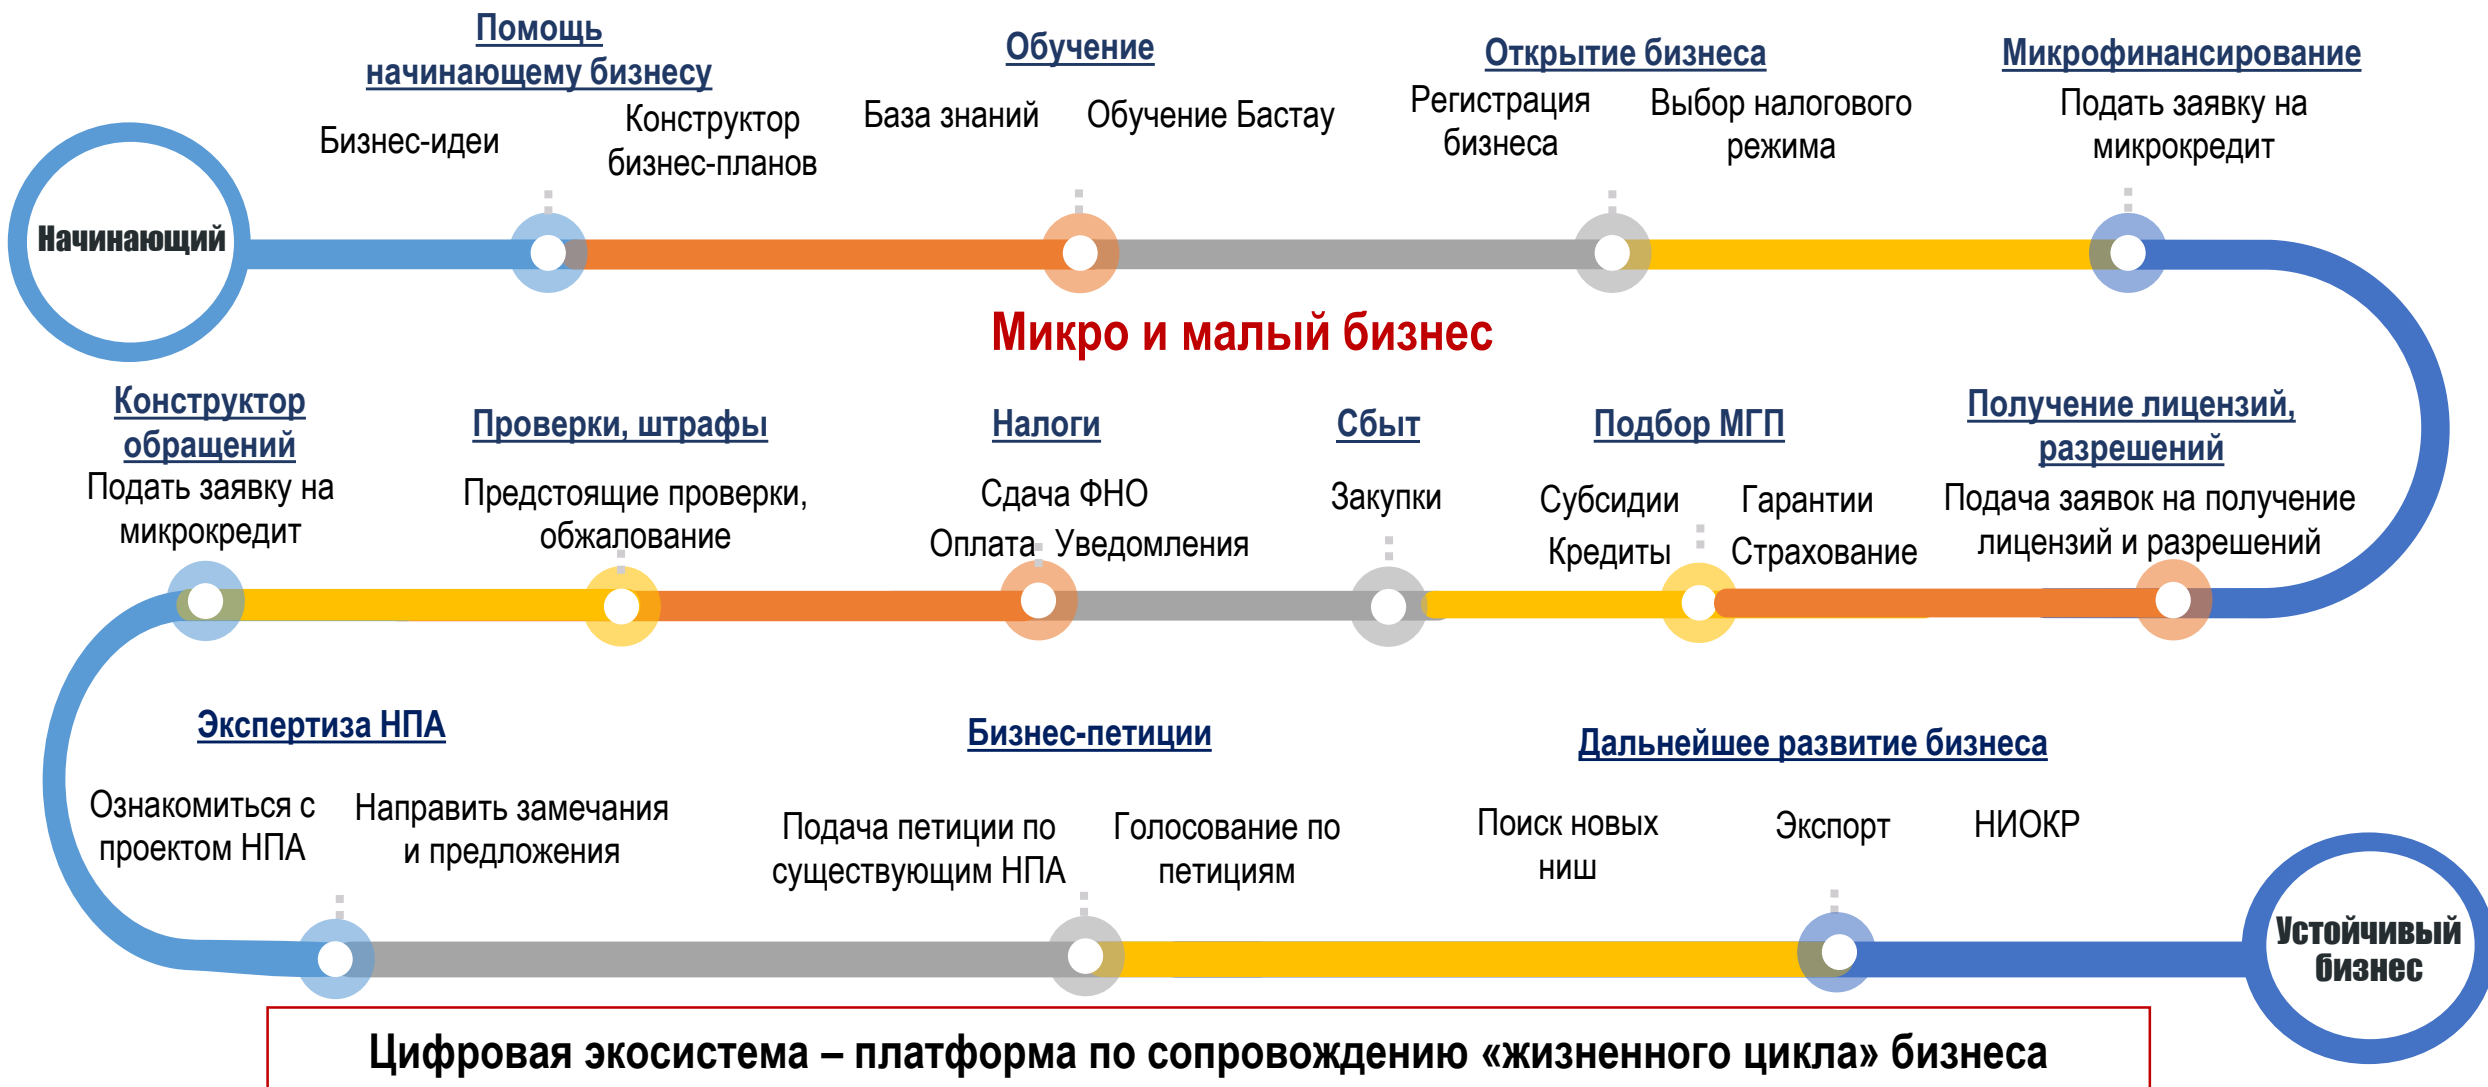 Помощь
начинающему бизнесу
Бизнес-идеи
Конструктор
бизнес-планов
Обучение
База знаний
Обучение Бастау
Открытие бизнеса
Регистрация
бизнеса
Выбор налогового
режима
Микрофинансирование
Подать заявку на
микрокредит
Начинающий
Микро и малый бизнес
Конструктор
обращений
Подать заявку на
микрокредит
Проверки, штрафы
Предстоящие проверки,
обжалование
Налоги
Сдача ФНО
Оплата
Уведомления
Сбыт
Закупки
Подбор МГП
Субсидии
Гарантии
Кредиты
Страхование
Получение лицензий,
разрешений
Подача заявок на получение
лицензий и разрешений
Экспертиза НПА
Ознакомиться с
проектом НПА
Направить замечания
и предложения
Бизнес-петиции
Подача петиции по
существующим НПА
Голосование по
петициям
Дальнейшее развитие бизнеса
Поиск новых
ниш
Экспорт
НИОКР
Устойчивый
бизнес
Цифровая экосистема – платформа по сопровождению «жизненного цикла» бизнеса